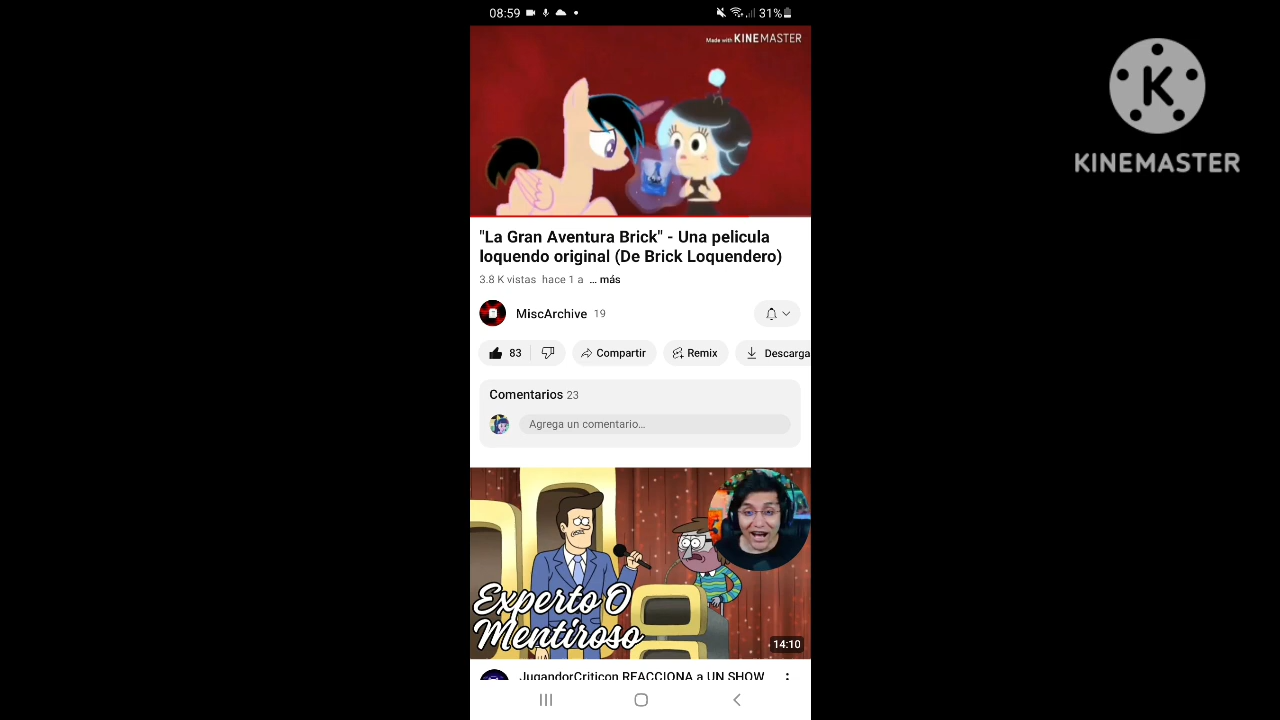 08:59
31%
Made with KINEMASTER
K
KINEMASTER
"La Gran Aventura Brick" - Una pelicula
loquendo original (De Brick Loquendero)
3.8 K vistas hace 1 a ... más
MiscArchive 19
83 Compartir Remix Descarga
Comentarios 23
Agrega un comentario...
Experto O
Mentiroso
14:10
JugandorCriticon REACCIONA a UN SHOW